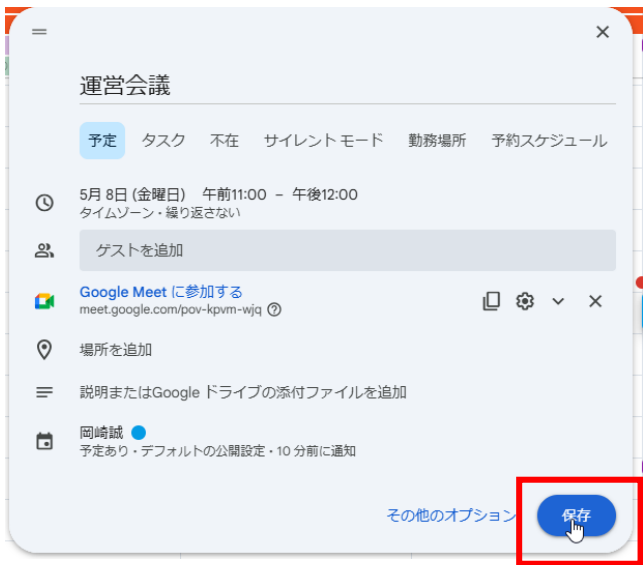 運営会議
予定 タスク 不在 サイレント モード 勤務場所 予約スケジュール
5月 8日 (金曜日) 午前11:00 – 午後12:00
タイムゾーン・繰り返さない
ゲストを追加
Google Meet に参加する
meet.google.com/pov-kpvm-wjq
場所を追加
説明またはGoogle ドライブの添付ファイルを追加
岡崎誠
予定あり・デフォルトの公開設定・10 分前に通知
その他のオプション 保存